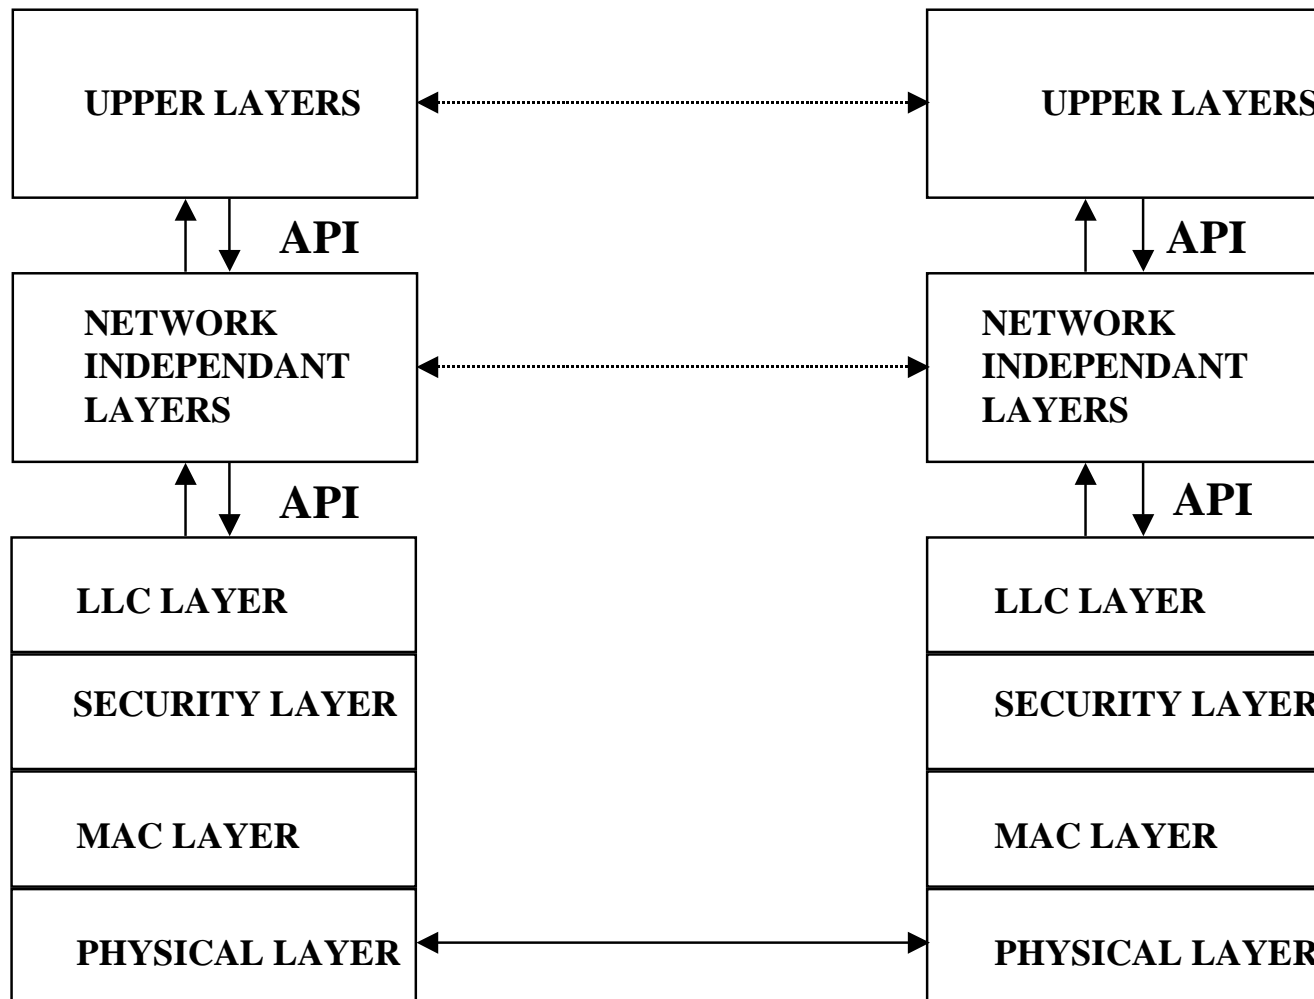 UPPER LAYERS
API
NETWORK
INDEPENDANT
LAYERS
API
LLC LAYER
SECURITY LAYER
MAC LAYER
PHYSICAL LAYER
UPPER LAYERS
API
NETWORK
INDEPENDANT
LAYERS
API
LLC LAYER
SECURITY LAYER
MAC LAYER
PHYSICAL LAYER